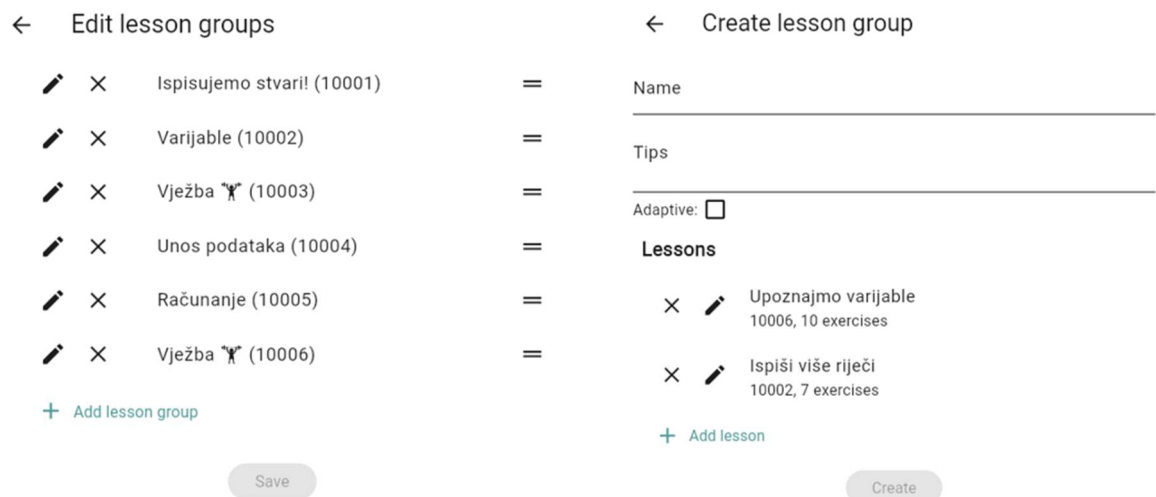 Edit lesson groups
Ispisujemo stvari! (10001)
Varijable (10002)
Vježba 🏋 (10003)
Unos podataka (10004)
Računanje (10005)
Vježba 🏋 (10006)
Add lesson group
Save
Create lesson group
Name
Tips
Adaptive:
Lessons
Upoznajmo varijable
10006, 10 exercises
Ispiši više riječi
10002, 7 exercises
Add lesson
Create